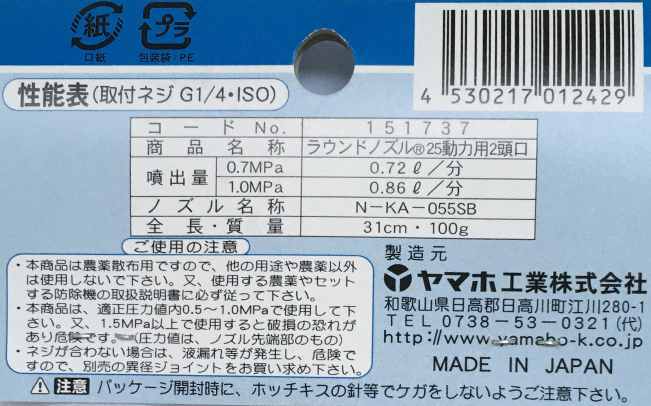 紙
口紙
プラ
包装袋:PE
4 530217 012429
性能表(取付ネジ G1/4・ISO)
コードNo. 151737
商品名称 ラウンドノズル®25動力用2頭口
噴出量 0.7MPa 0.72ℓ/分
1.0MPa 0.86ℓ/分
ノズル名称 N-KA-055SB
全長・質量 31cm・100g
ご使用の注意
・本商品は農薬散布用ですので、他の用途や農薬以外
は使用しないで下さい。又、使用する農薬やセット
する防除機の取扱説明書に必ず従って下さい。
・本商品は、適正圧力値内0.5～1.0MPaで使用して下
さい。又、1.5MPa以上で使用すると破損の恐れが
あり危険です。(圧力値は、ノズル先端部のもの)
・ネジが合わない場合は、液漏れ等が発生し、危険で
すので、別売の異径ジョイントをお買い求め下さい。
製造元
ヤマホ工業株式会社
和歌山県日高郡日高川町江川280-1
TEL 0738-53-0321(代)
http://www.yamaho-k.co.jp
MADE IN JAPAN
注意 パッケージ開封時に、ホッチキスの針等でケガをしないようご注意下さい。